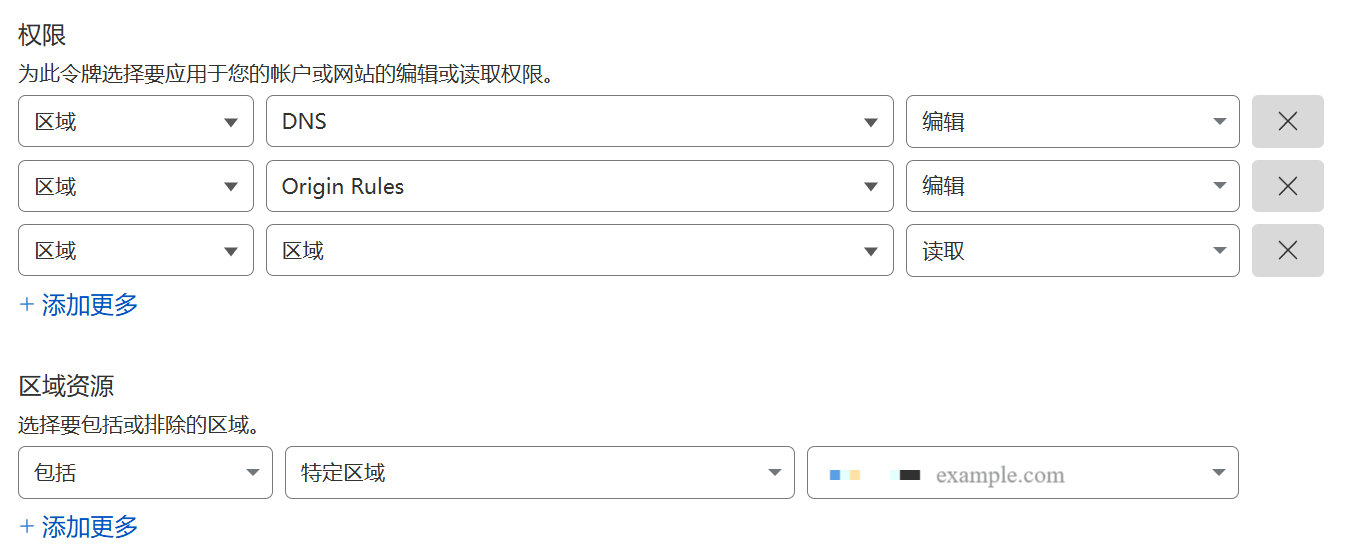 权限
为此令牌选择要应用于您的帐户或网站的编辑或读取权限。
区域 DNS 编辑
区域 Origin Rules 编辑
区域 区域 读取
+ 添加更多
区域资源
选择要包括或排除的区域。
包括 特定区域 example.com
+ 添加更多